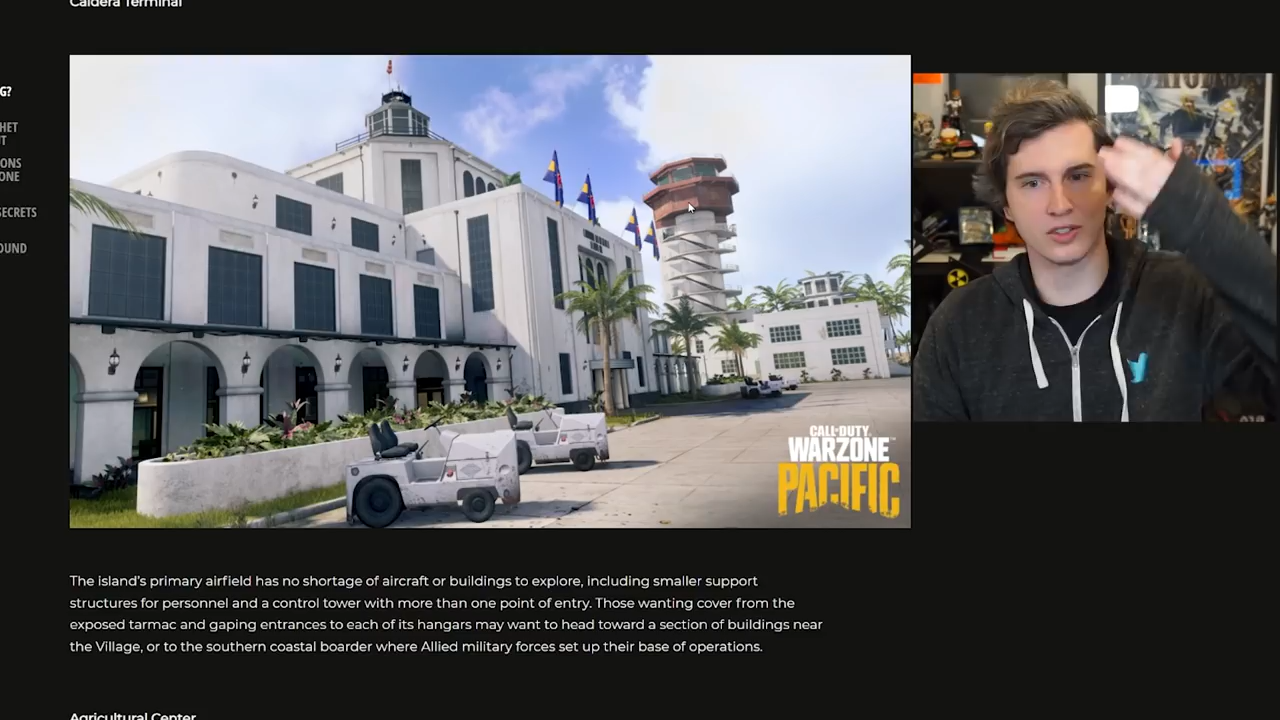 Caldera Terminal
G?
HET
T
ONS
ONE
SECRETS
OUND
CALL OF DUTY
WARZONE™
PACIFIC
The island's primary airfield has no shortage of aircraft or buildings to explore, including smaller support
structures for personnel and a control tower with more than one point of entry. Those wanting cover from the
exposed tarmac and gaping entrances to each of its hangars may want to head toward a section of buildings near
the Village, or to the southern coastal boarder where Allied military forces set up their base of operations.
Agricultural Center